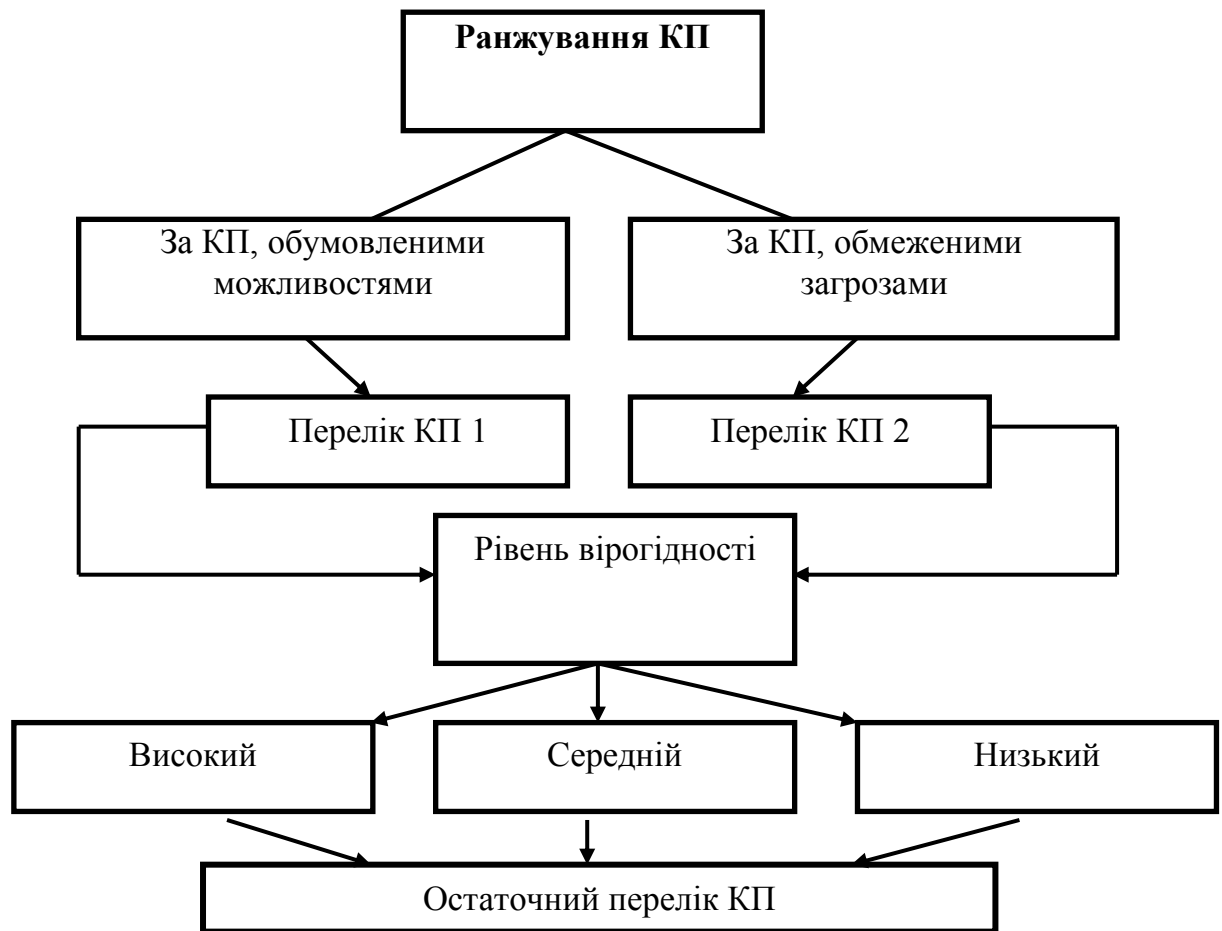 Ранжування КП
За КП, обумовленими
можливостями
За КП, обмеженими
загрозами
Перелік КП 1
Перелік КП 2
Рівень вірогідності
Високий
Середній
Низький
Остаточний перелік КП